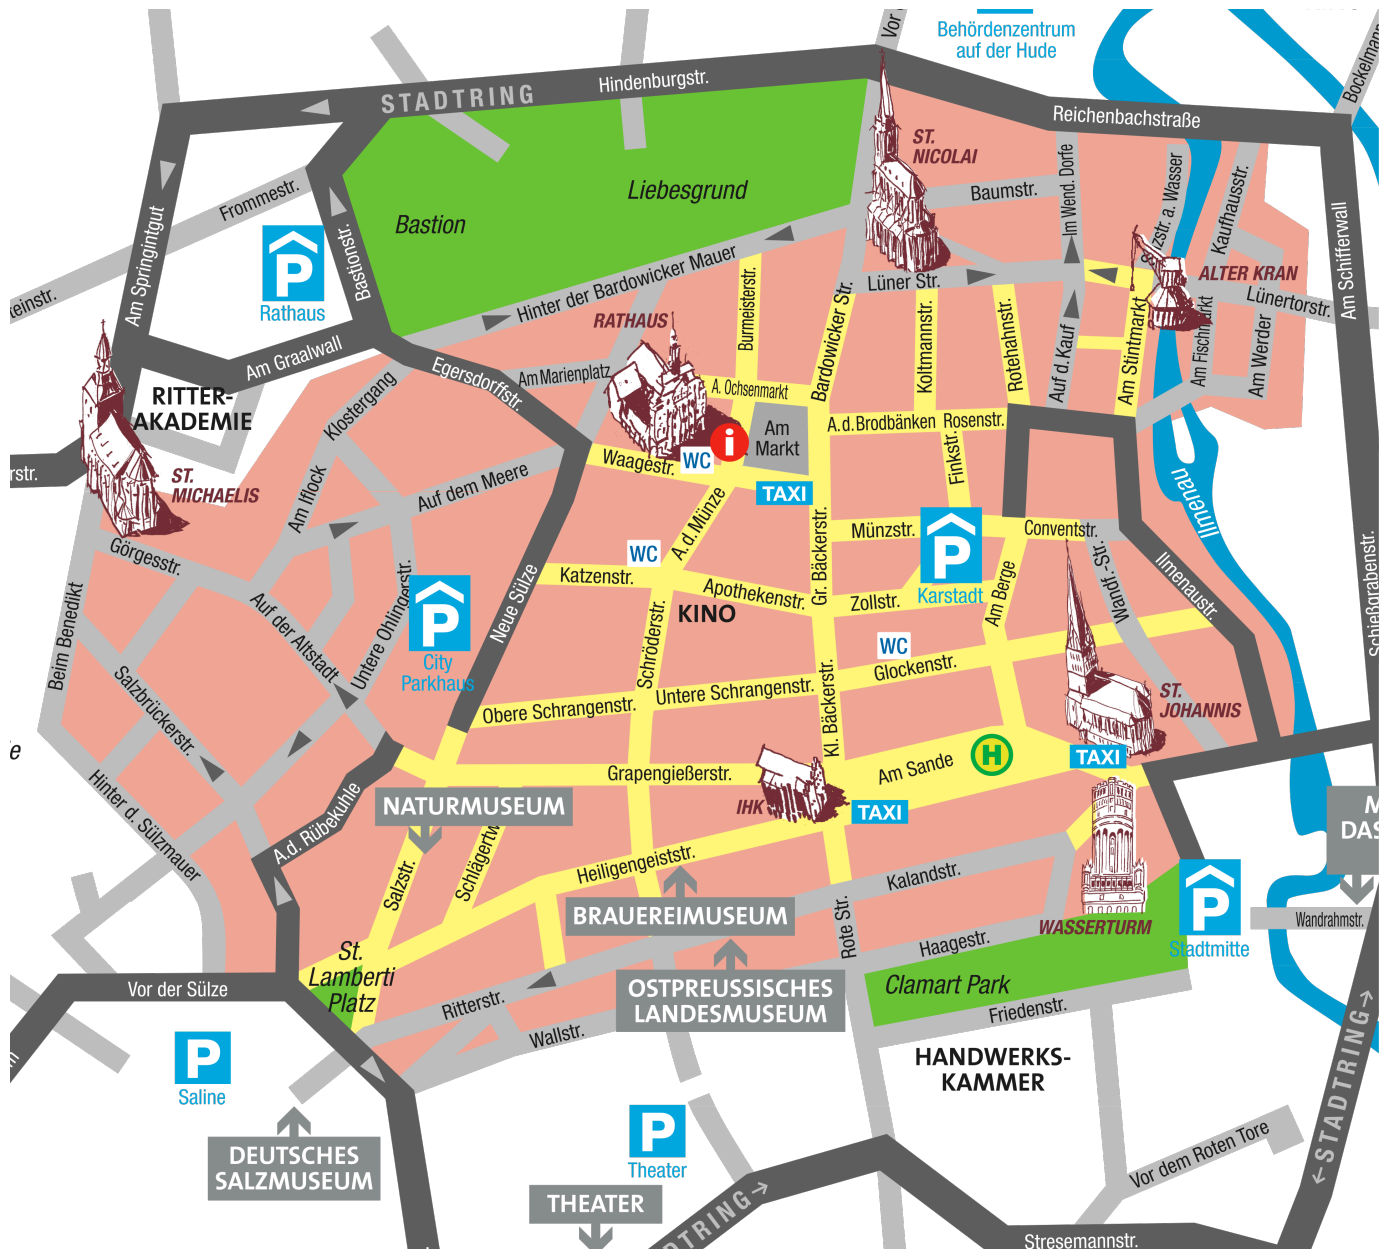 Behördenzentrum
auf der Hude
Vor
Bockelmann
STADTRING
Hindenburgstr.
Reichenbachstraße
ST.
NICOLAI
Liebesgrund
Bastion
Frommestr.
Baumstr.
Im Wend. Dorfe
Kaufhausstr.
Am Springintgut
Bastionstr.
P
Rathaus
Hinter der Bardowicker Mauer
Lüner Str.
ALTER KRAN
Lünertorstr.
Am Schifferwall
Burmeisterstr.
Bardowicker Str.
Koltmannstr.
Rotehahnstr.
Auf d. Kauf
Am Stintmarkt
Am Fischmarkt
Am Werder
RATHAUS
Am Graalwall
Egersdorffstr.
Am Marienplatz
A. Ochsenmarkt
RITTER-
AKADEMIE
Klostergang
A.d. Brodbänken
Rosenstr.
Am
Markt
i
WC
Waagestr.
TAXI
ST.
MICHAELIS
Am Iflock
Auf dem Meere
A.d. Münze
Finkstr.
Ilmenau
rstr.
Görgesstr.
Münzstr.
Conventstr.
P
Karstadt
WC
Katzenstr.
Apothekenstr.
Gr. Bäckerstr.
Zollstr.
Am Berge
Wandf.-Str.
Ilmenaustr.
Schießgrabenstr.
KINO
Neue Sülze
Beim Benedikt
Auf der Altstadt
Untere Ohlingerstr.
P
City
Parkhaus
Schröderstr.
WC
Glockenstr.
Salzbrückerstr.
Obere Schrangenstr.
Untere Schrangenstr.
Kl. Bäckerstr.
ST.
JOHANNIS
Am Sande
H
TAXI
Hinter d. Sülzmauer
Grapengießerstr.
IHK
TAXI
NATURMUSEUM
A.d. Rübekuhle
Salzstr.
Heiligengeiststr.
Kalandstr.
BRAUEREIMUSEUM
Rote Str.
Haagestr.
WASSERTURM
P
Stadtmitte
Wandrahmstr.
St.
Lamberti
Platz
Vor der Sülze
Ritterstr.
Wallstr.
OSTPREUSSISCHES
LANDESMUSEUM
Clamart Park
Friedenstr.
HANDWERKS-
KAMMER
P
Saline
DEUTSCHES
SALZMUSEUM
P
Theater
THEATER
STADTRING
Vor dem Roten Tore
Stresemannstr.